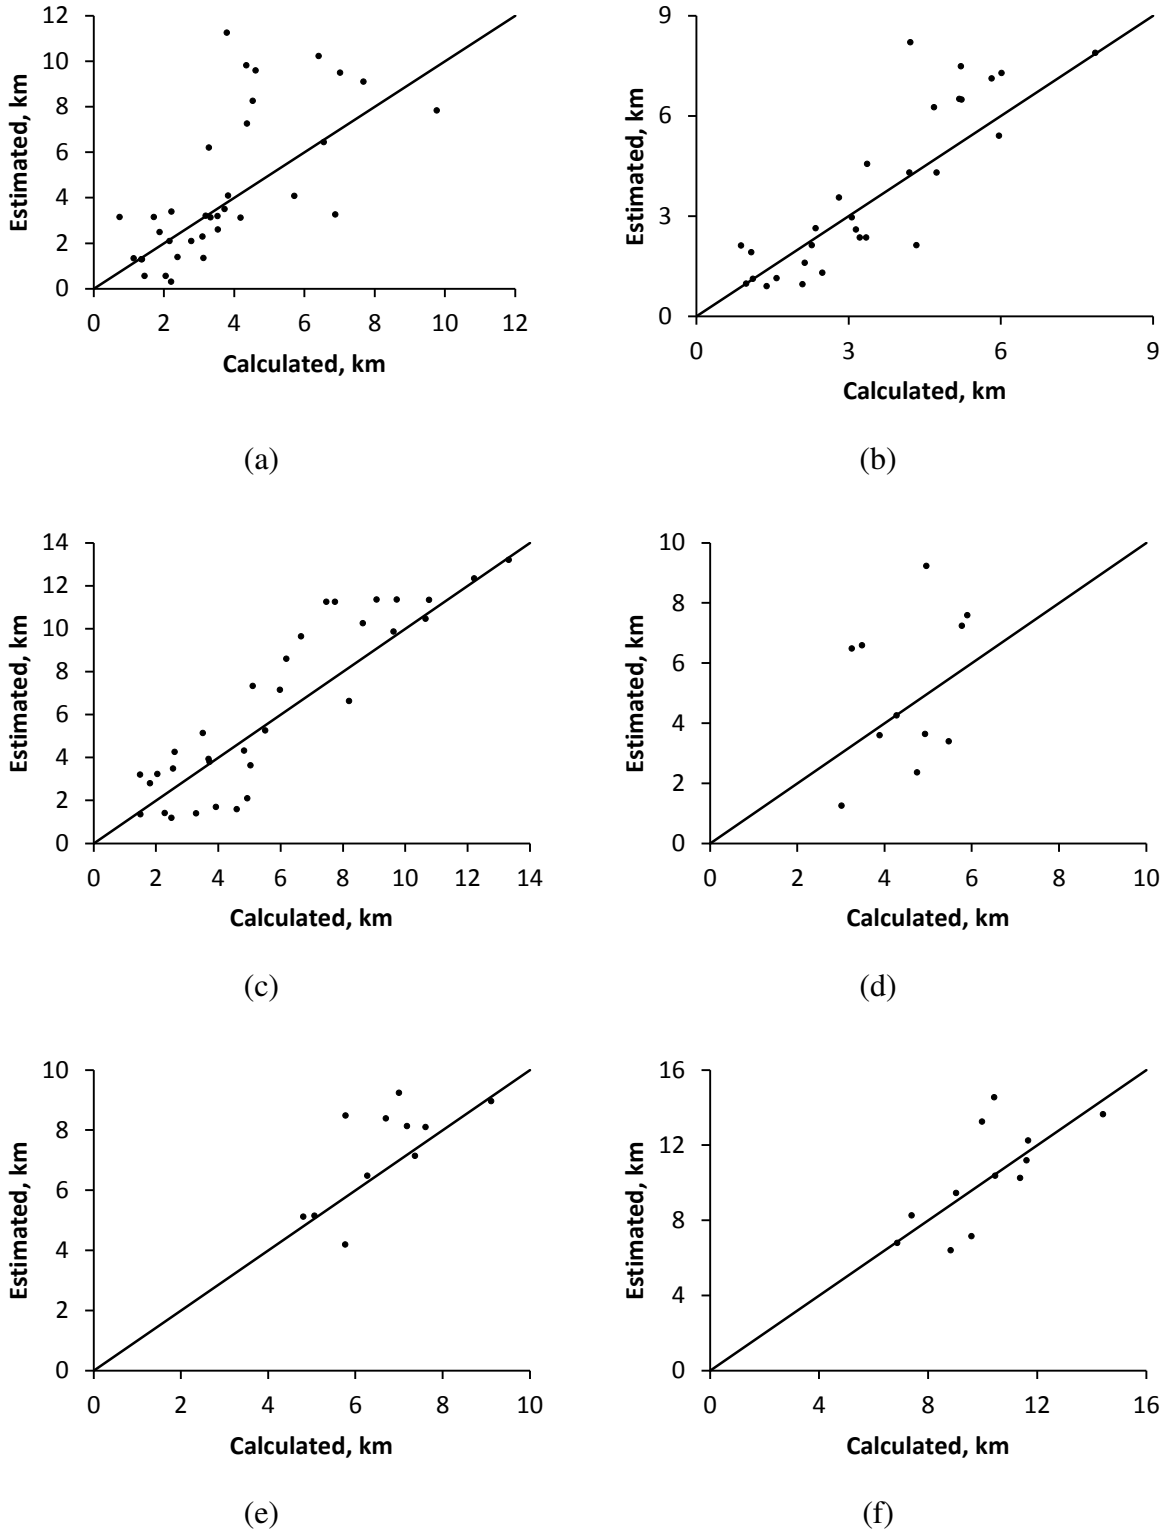 12
10
8
6
4
2
0
Estimated, km
0 2 4 6 8 10 12
Calculated, km
(a)
9
6
3
0
Estimated, km
0 3 6 9
Calculated, km
(b)
14
12
10
8
6
4
2
0
Estimated, km
0 2 4 6 8 10 12 14
Calculated, km
(c)
10
8
6
4
2
0
Estimated, km
0 2 4 6 8 10
Calculated, km
(d)
10
8
6
4
2
0
Estimated, km
0 2 4 6 8 10
Calculated, km
(e)
16
12
8
4
0
Estimated, km
0 4 8 12 16
Calculated, km
(f)